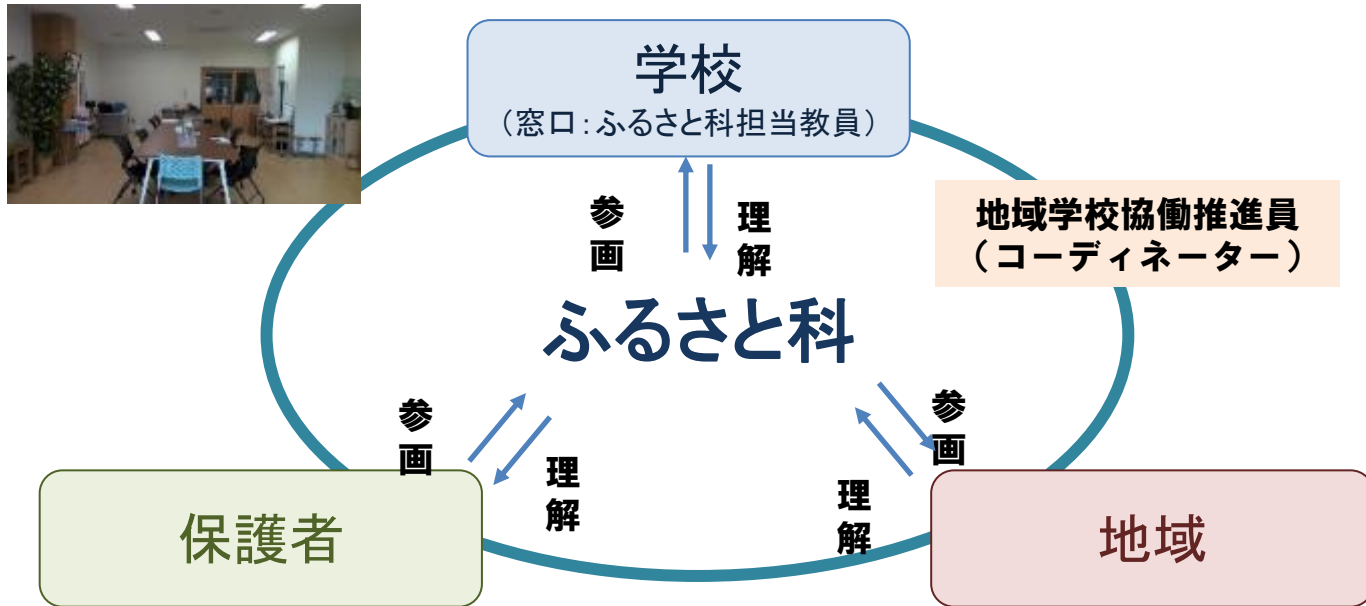 学校
（窓口：ふるさと科担当教員）
地域学校協働推進員
（コーディネーター）
参画
理解
ふるさと科
参画
理解
参画
理解
保護者
地域